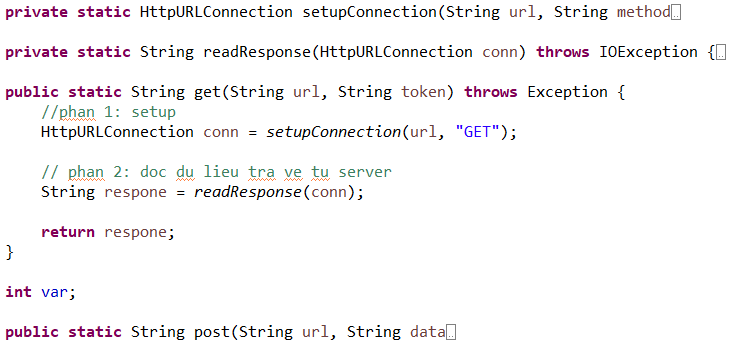 private static HttpURLConnection setupConnection(String url, String method
private static String readResponse(HttpURLConnection conn) throws IOException {
public static String get(String url, String token) throws Exception {
//phan 1: setup
HttpURLConnection conn = setupConnection(url, "GET");
// phan 2: doc du lieu tra ve tu server
String respone = readResponse(conn);
return respone;
}
int var;
public static String post(String url, String data